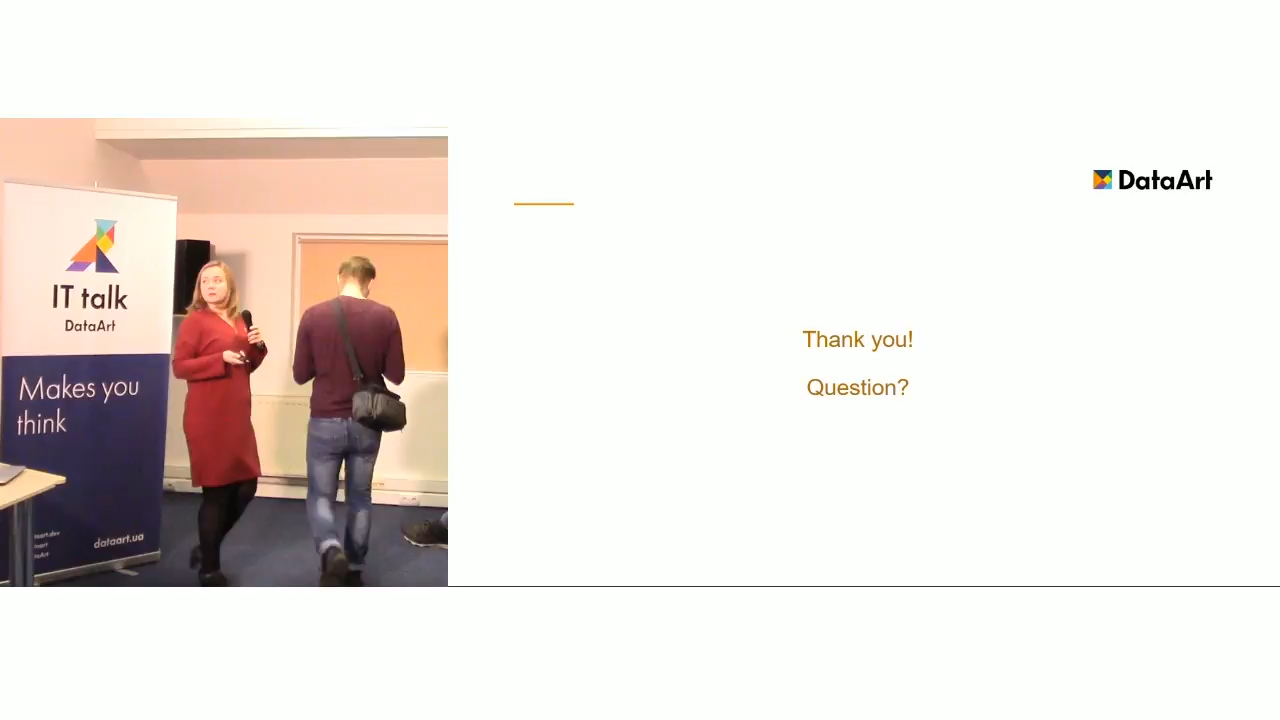 IT talk
DataArt
Makes you
think
dataart.ua
DataArt
Thank you!
Question?